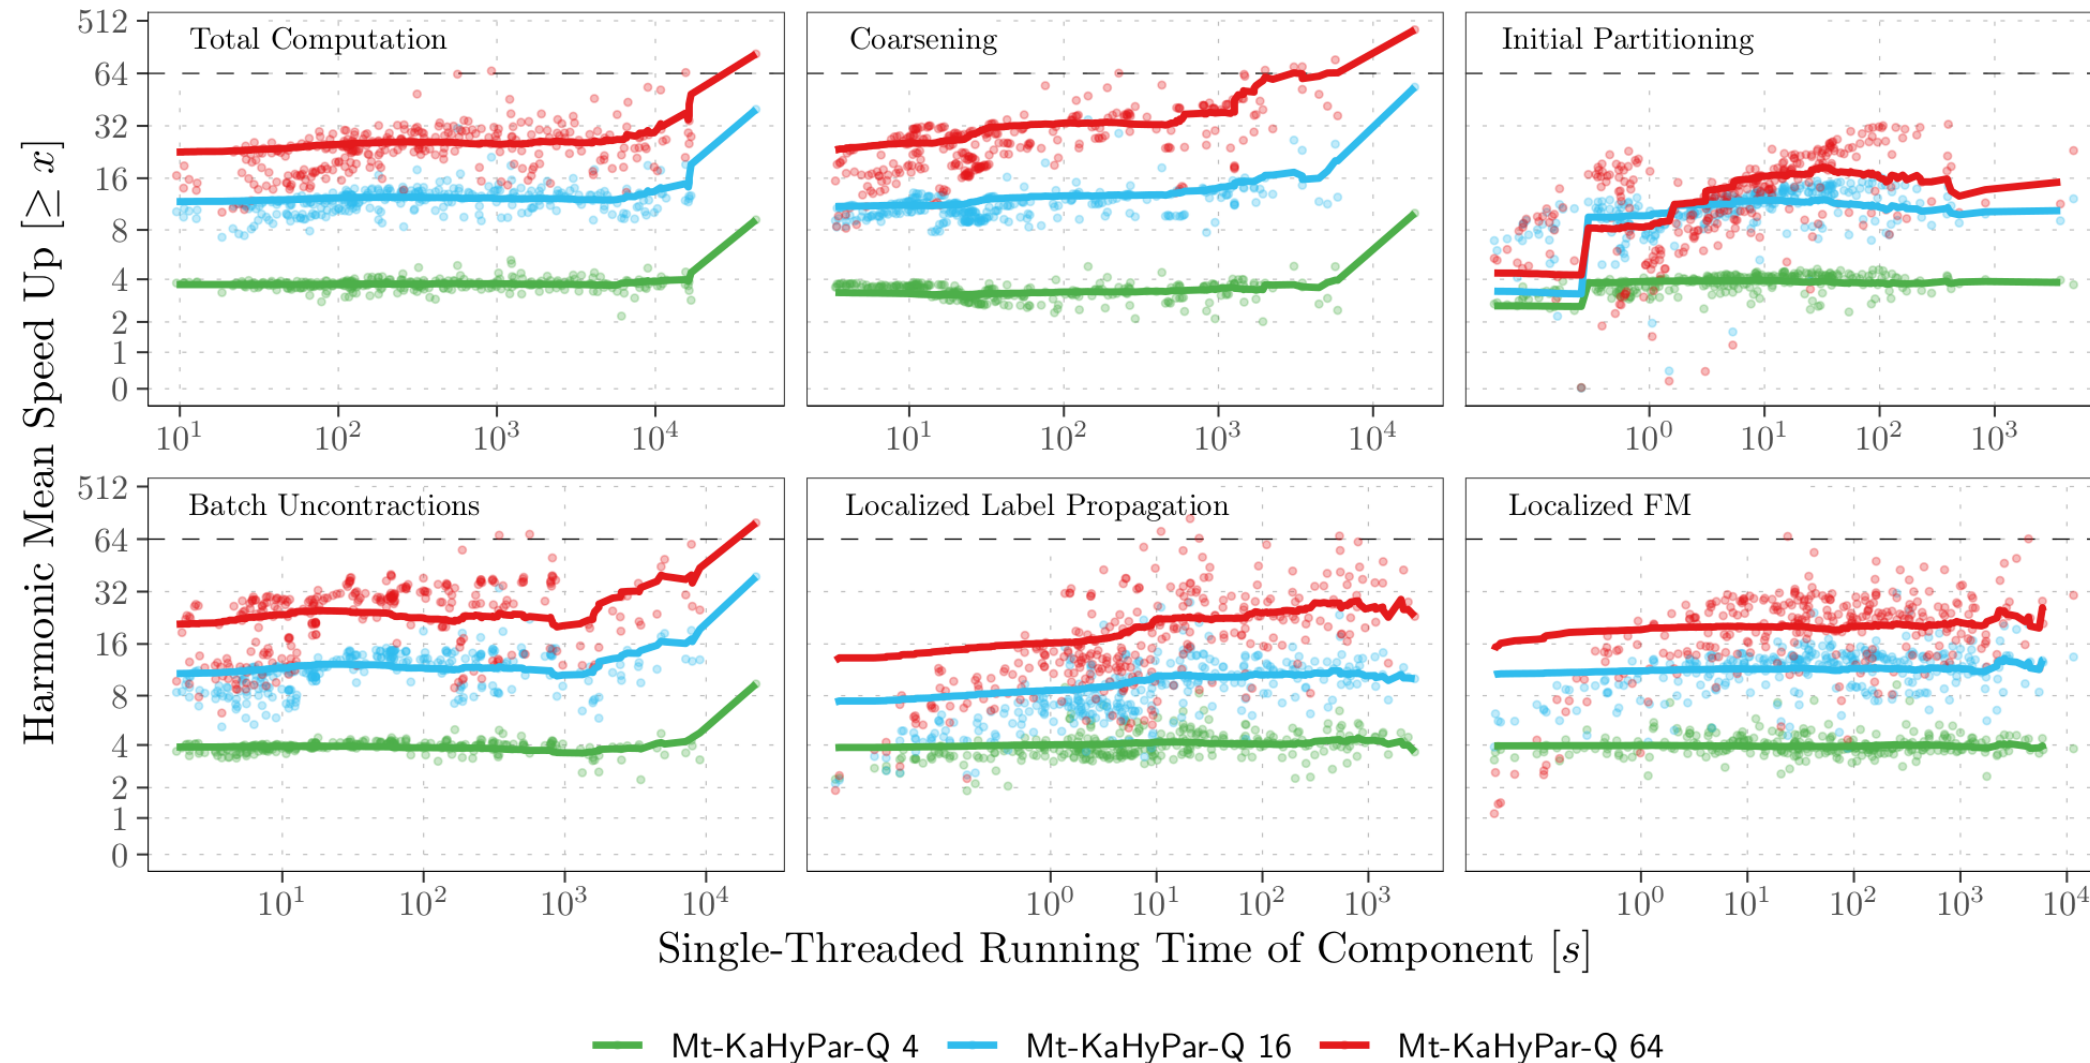 Harmonic Mean Speed Up [≥ x]
512
64
32
16
8
4
2
1
0
Total Computation
10¹ 10² 10³ 10⁴
Coarsening
10¹ 10² 10³ 10⁴
Initial Partitioning
10⁰ 10¹ 10² 10³
512
64
32
16
8
4
2
1
0
Batch Uncontractions
10¹ 10² 10³ 10⁴
Localized Label Propagation
10⁰ 10¹ 10² 10³
Localized FM
10⁰ 10¹ 10² 10³ 10⁴
Single-Threaded Running Time of Component [s]
Mt-KaHyPar-Q 4 Mt-KaHyPar-Q 16 Mt-KaHyPar-Q 64